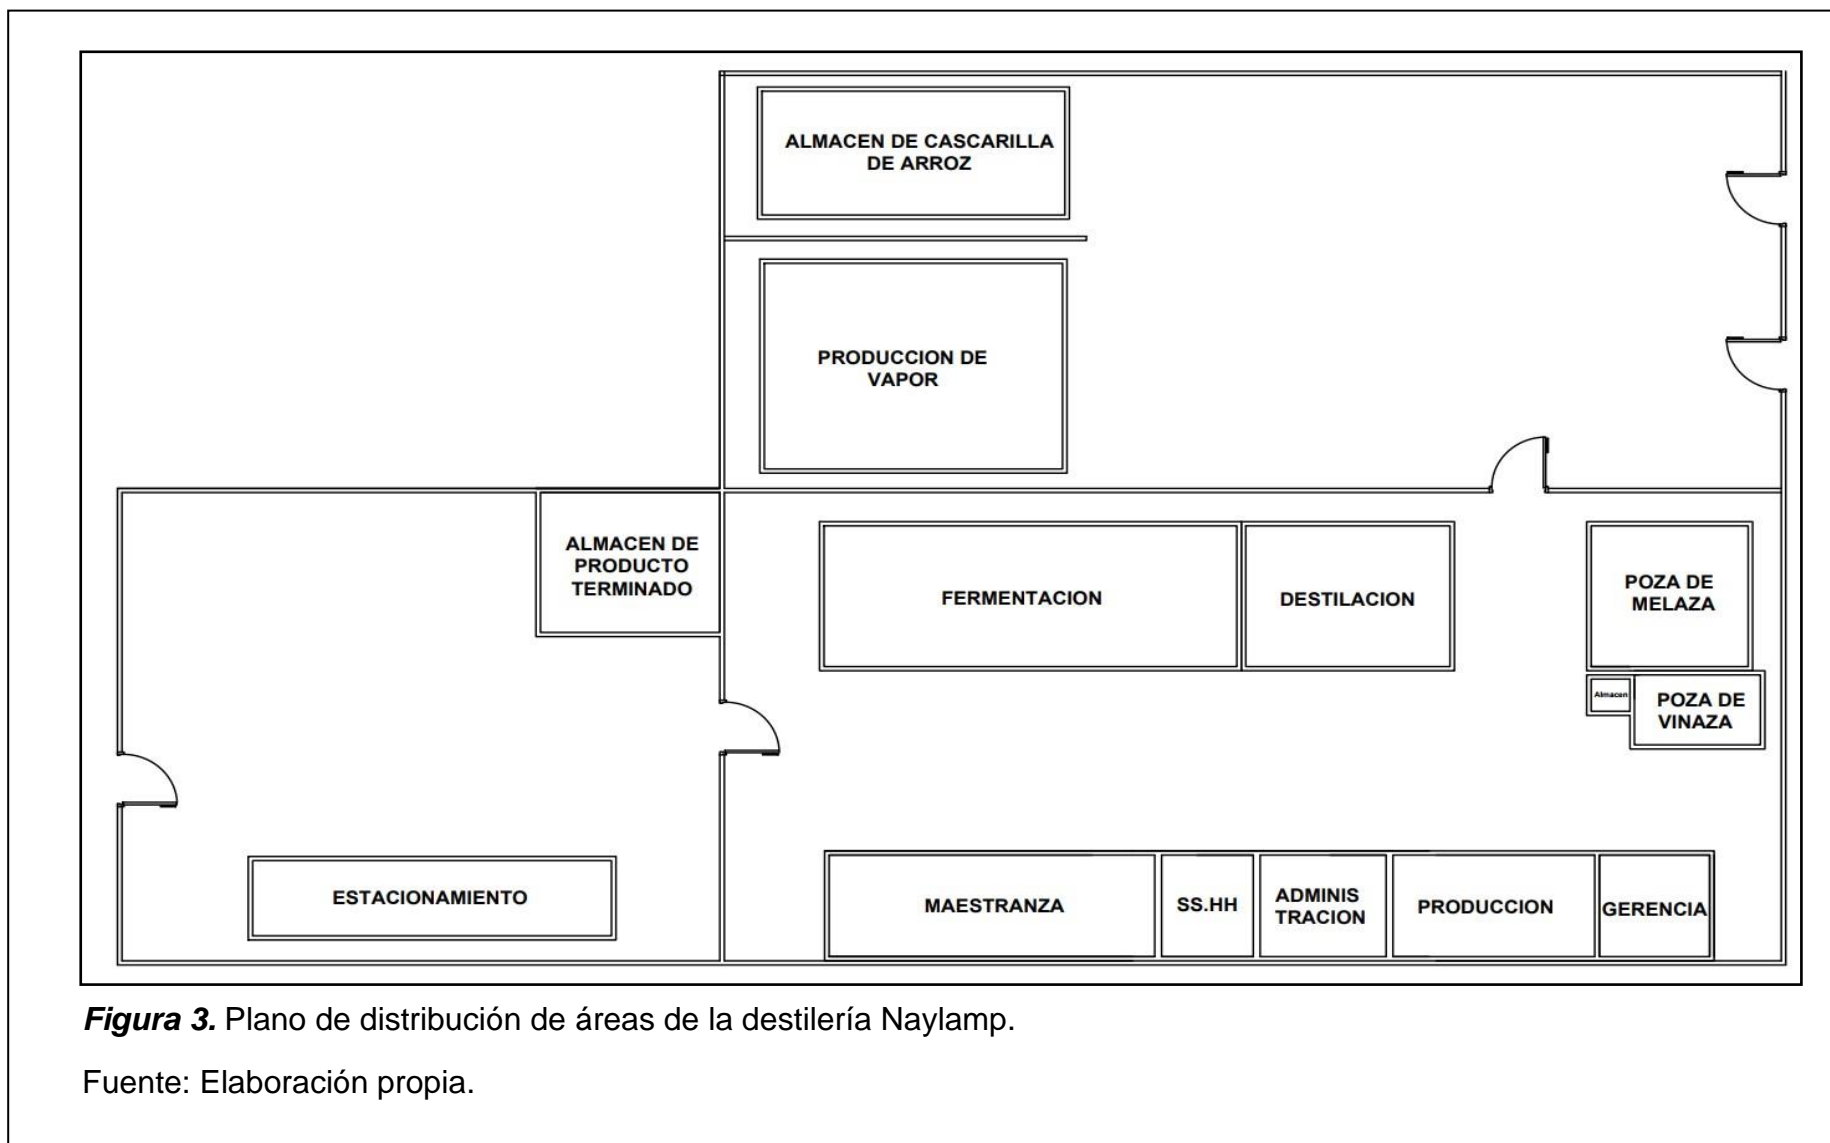 ALMACEN DE CASCARILLA
DE ARROZ
PRODUCCION DE
VAPOR
ALMACEN DE
PRODUCTO
TERMINADO
FERMENTACION
DESTILACION
POZA DE
MELAZA
Almacen
POZA DE
VINAZA
ESTACIONAMIENTO
MAESTRANZA
SS.HH
ADMINIS
TRACION
PRODUCCION
GERENCIA
Figura 3. Plano de distribución de áreas de la destilería Naylamp.
Fuente: Elaboración propia.